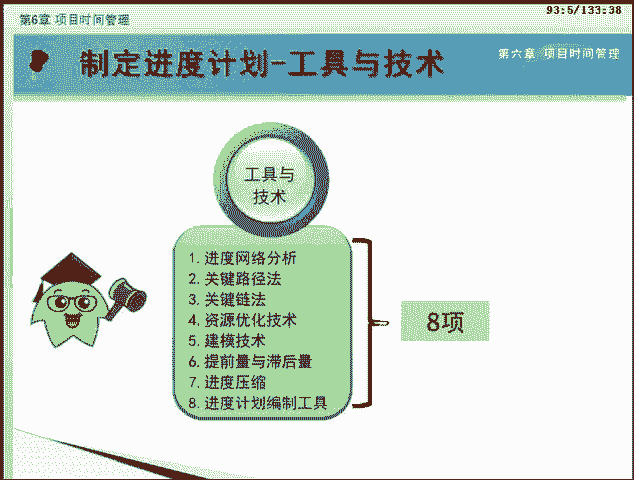 93:5/133:38
第6章 项目时间管理
制定进度计划-工具与技术
第六章 项目时间管理
工具与
技术
1. 进度网络分析
2. 关键路径法
3. 关键链法
4. 资源优化技术
5. 建模技术
6. 提前量与滞后量
7. 进度压缩
8. 进度计划编制工具
8项